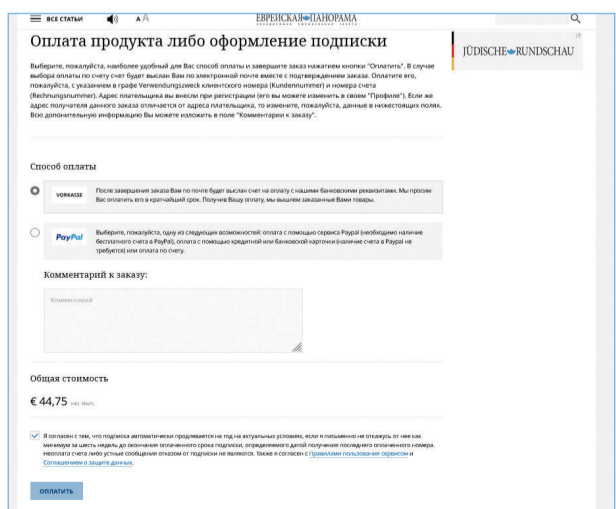 ВСЕ СТАТЬИ
A A
ЕВРЕЙСКАЯ ПАНОРАМА
Оплата продукта либо оформление подписки
JÜDISCHE RUNDSCHAU
Выберите, пожалуйста, наиболее удобный для Вас способ оплаты и завершите заказ нажатием кнопки "Оплатить". В случае
выбора оплаты по счету счет будет выслан Вам по электронной почте вместе с подтверждением заказа. Оплатите его,
пожалуйста, с указанием в графе Verwendungszweck клиентского номера (Kundennummer) и номера счета
(Rechnungsnummer). Адрес плательщика вы внесли при регистрации (его вы можете изменить в своем "Профиле"). Если же
адрес получателя данного заказа отличается от адреса плательщика, то измените, пожалуйста, данные в нижестоящих полях.
Всю допонительную информацию Вы можете изложить в поле "Комментарии к заказу".
Способ оплаты
VORKASSE
После завершения заказа Вам по почте будет выслан счет на оплату с нашими банковскими реквизитами. Мы просим
Вас оплатить его в кратчайший срок. Получив Вашу оплату, мы вышлем заказанные Вами товары.
PayPal
Выберите, пожалуйста, одну из следующих возможностей: оплата с помощью сервиса Paypal (необходимо наличие
бесплатного счета в PayPal), оплата с помощью кредитной или банковской карточки (наличие счета в Paypal не
требуется) или оплата по счету.
Комментарий к заказу:
Комментарий
Общая стоимость
€ 44,75 inkl. MwSt.
Я согласен с тем, что подписка автоматически продлевается на год на актуальных условиях, если я письменно не откажусь от нее как
минимум за шесть недель до окончания оплаченного срока подписки, определяемого датой получения последнего оплаченного номера.
Неоплата счета либо устные сообщения отказом от подписки не являются. Также я согласен с Правилами пользования сервисом и
Соглашением о защите данных.
ОПЛАТИТЬ